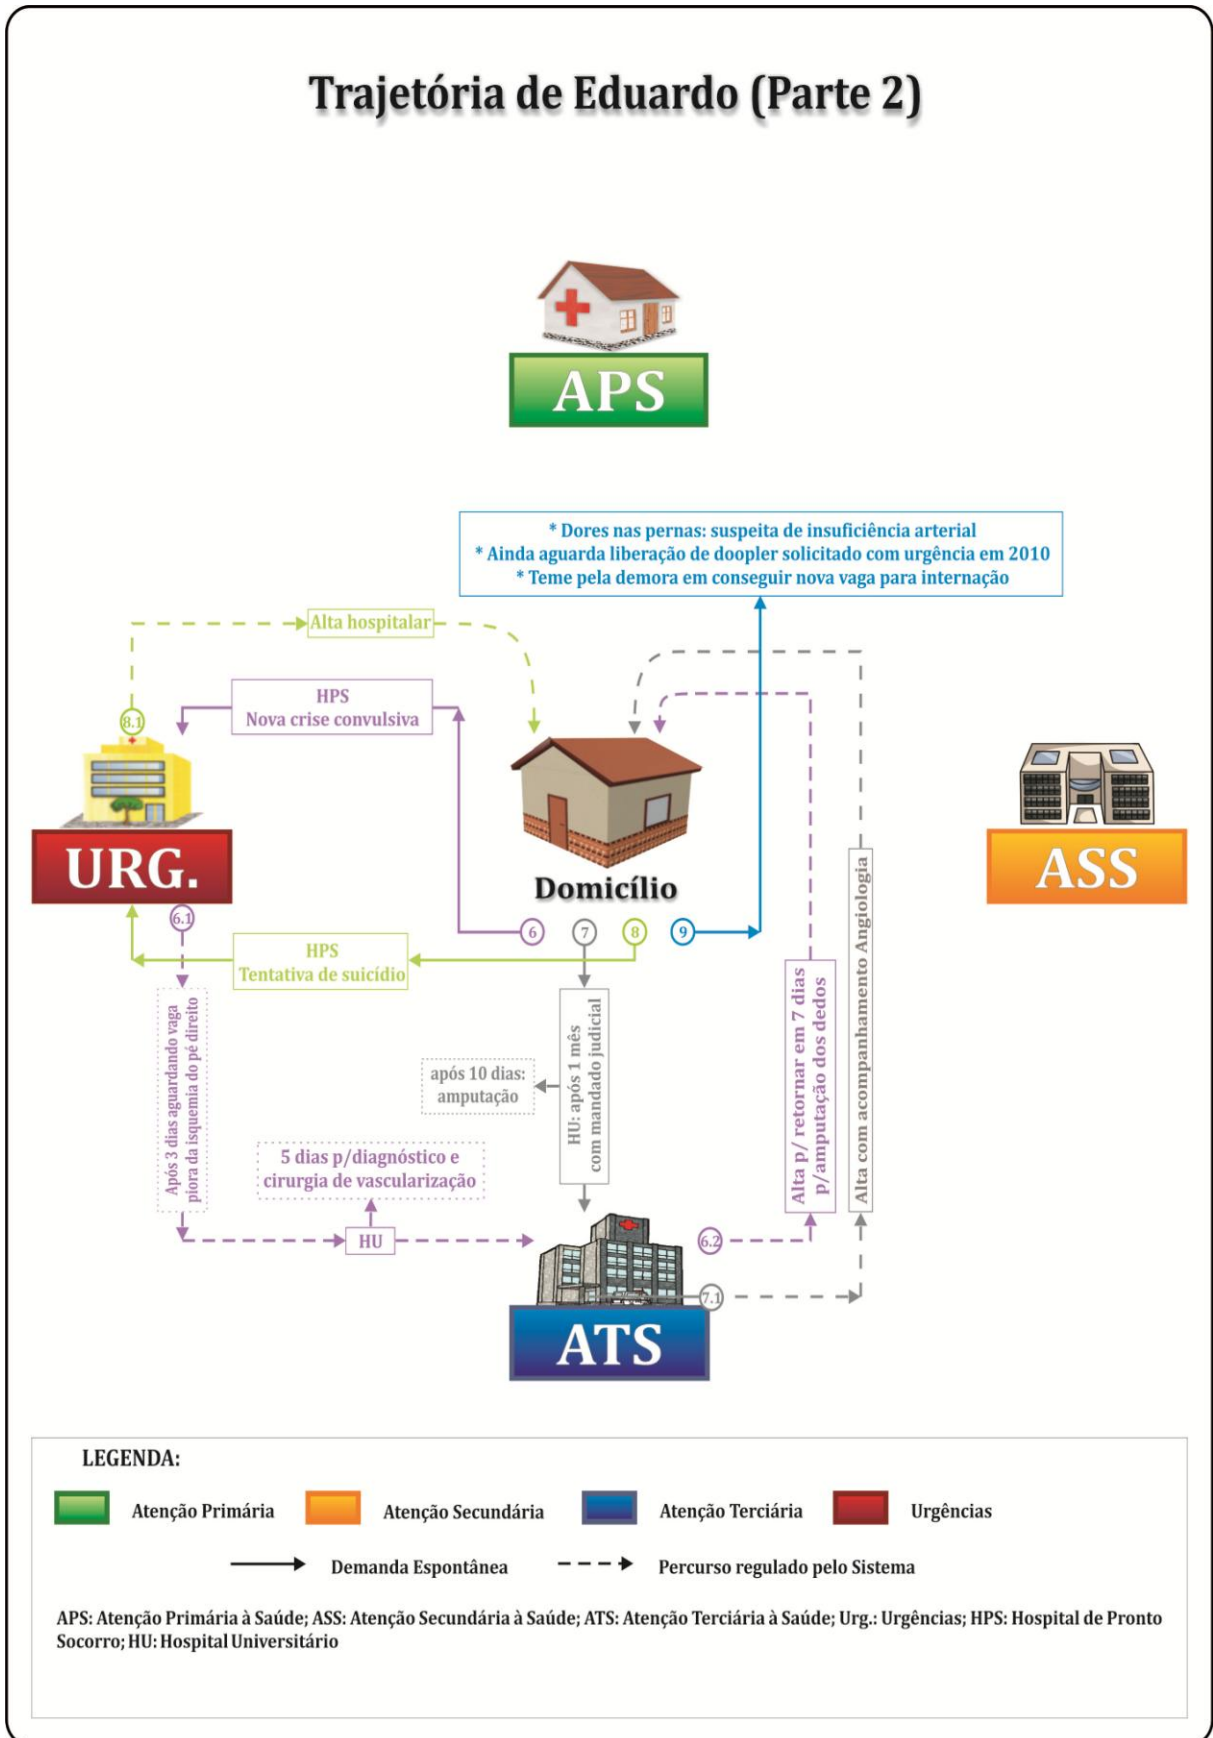 Trajetória de Eduardo (Parte 2)
APS
* Dores nas pernas: suspeita de insuficiência arterial
* Ainda aguarda liberação de doopler solicitado com urgência em 2010
* Teme pela demora em conseguir nova vaga para internação
Alta hospitalar
HPS
Nova crise convulsiva
8.1
URG.
Domicílio
ASS
6.1
6
7
8
9
HPS
Tentativa de suicídio
Após 3 dias aguardando vaga
piora da isquemia do pé direito
após 10 dias:
amputação
HU: após 1 mês
com mandado judicial
Alta p/ retornar em 7 dias
p/amputação dos dedos
Alta com acompanhamento Angiologia
5 dias p/diagnóstico e
cirurgia de vascularização
HU
6.2
7.1
ATS
LEGENDA:
Atenção Primária
Atenção Secundária
Atenção Terciária
Urgências
Demanda Espontânea
Percurso regulado pelo Sistema
APS: Atenção Primária à Saúde; ASS: Atenção Secundária à Saúde; ATS: Atenção Terciária à Saúde; Urg.: Urgências; HPS: Hospital de Pronto
Socorro; HU: Hospital Universitário